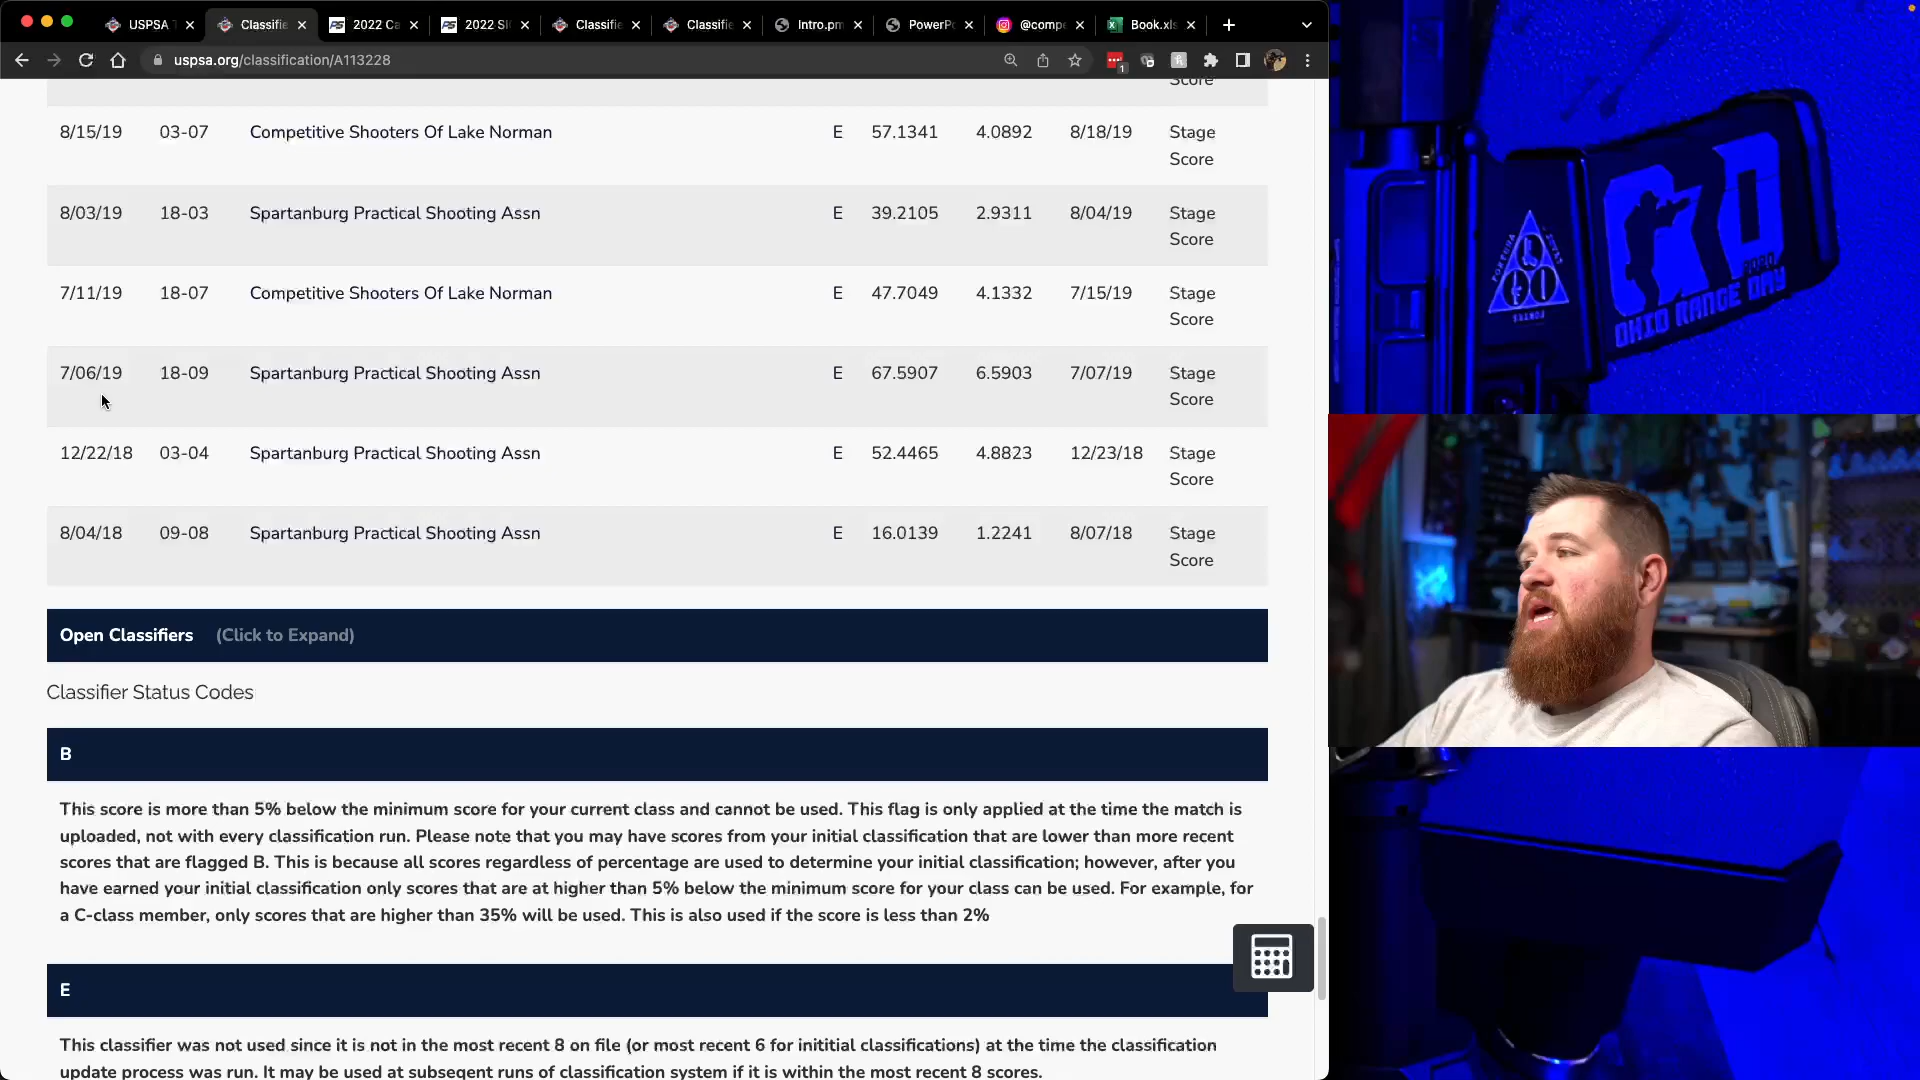 USPSA T
Classifie
2022 Ca
2022 SI
Classifie
Classifie
Intro.pm
PowerPo
@compe
Book.xls
uspsa.org/classification/A113228
1
Score
8/15/19 03-07 Competitive Shooters Of Lake Norman E 57.1341 4.0892 8/18/19 Stage
Score
8/03/19 18-03 Spartanburg Practical Shooting Assn E 39.2105 2.9311 8/04/19 Stage
Score
7/11/19 18-07 Competitive Shooters Of Lake Norman E 47.7049 4.1332 7/15/19 Stage
Score
7/06/19 18-09 Spartanburg Practical Shooting Assn E 67.5907 6.5903 7/07/19 Stage
Score
12/22/18 03-04 Spartanburg Practical Shooting Assn E 52.4465 4.8823 12/23/18 Stage
Score
8/04/18 09-08 Spartanburg Practical Shooting Assn E 16.0139 1.2241 8/07/18 Stage
Score
Open Classifiers (Click to Expand)
Classifier Status Codes
B
This score is more than 5% below the minimum score for your current class and cannot be used. This flag is only applied at the time the match is
uploaded, not with every classification run. Please note that you may have scores from your initial classification that are lower than more recent
scores that are flagged B. This is because all scores regardless of percentage are used to determine your initial classification; however, after you
have earned your initial classification only scores that are at higher than 5% below the minimum score for your class can be used. For example, for
a C-class member, only scores that are higher than 35% will be used. This is also used if the score is less than 2%
E
This classifier was not used since it is not in the most recent 8 on file (or most recent 6 for inititial classifications) at the time the classification
update process was run. It may be used at subseqent runs of classification system if it is within the most recent 8 scores.
2020
OHIO RANGE DAY